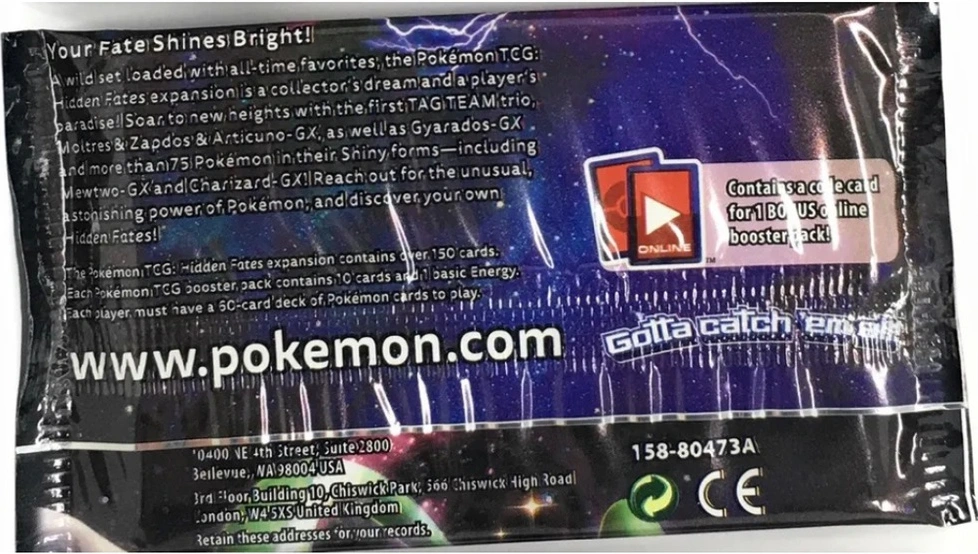 Your Fate Shines Bright!
A wild set loaded with all-time favorites, the Pokémon TCG:
Hidden Fates expansion is a collector's dream and a player's
paradise! Soar to new heights with the first TAG TEAM trio,
Moltres & Zapdos & Articuno-GX, as well as Gyarados-GX
and more than 75 Pokémon in their Shiny forms—including
Mewtwo-GX and Charizard-GX! Reach out for the unusual,
astonishing power of Pokémon, and discover your own
Hidden Fates!
The Pokémon TCG: Hidden Fates expansion contains over 150 cards.
Each Pokémon TCG booster pack contains 10 cards and 1 basic Energy.
Each player must have a 60-card deck of Pokémon cards to play.
ONLINE
TM
Contains a code card
for 1 BONUS online
booster pack!
www.pokemon.com
Gotta catch 'em all!
10400 NE 4th Street, Suite 2800
Bellevue, WA 98004 USA
3rd Floor, Building 10, Chiswick Park, 566 Chiswick High Road
London, W4 5XS United Kingdom
Retain these addresses for your records.
158-80473A
CE